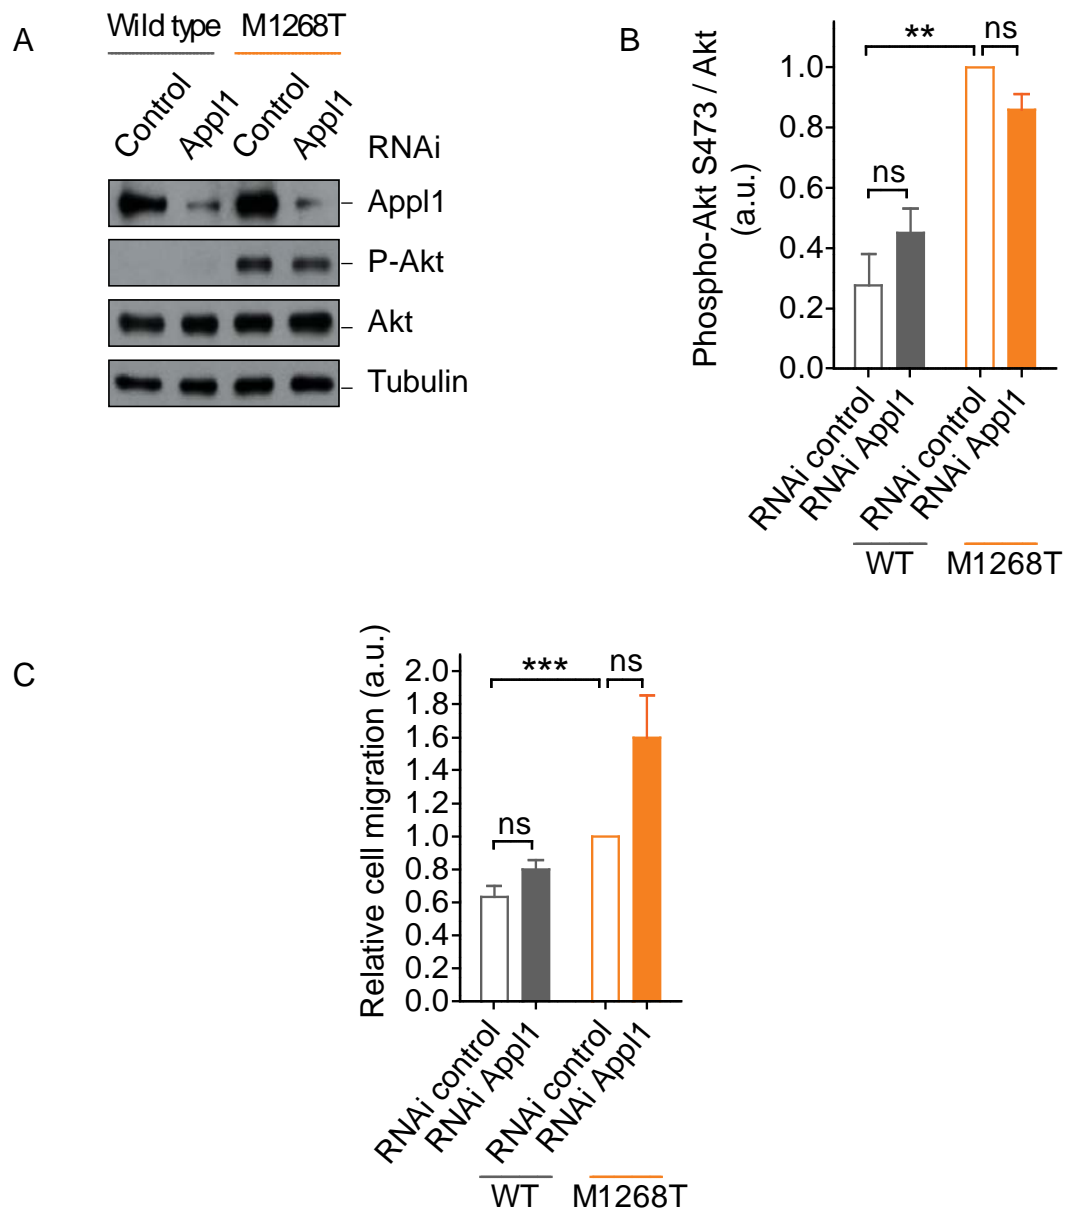 A
Wild type M1268T
Control Appl1 Control Appl1
RNAi
Appl1
P-Akt
Akt
Tubulin
B
Phospho-Akt S473 / Akt
(a.u.)
** ns
ns
1.0
0.8
0.6
0.4
0.2
0.0
RNAi control
RNAi Appl1
RNAi control
RNAi Appl1
WT M1268T
C
Relative cell migration (a.u.)
*** ns
ns
2.0
1.8
1.6
1.4
1.2
1.0
0.8
0.6
0.4
0.2
0.0
RNAi control
RNAi Appl1
RNAi control
RNAi Appl1
WT M1268T